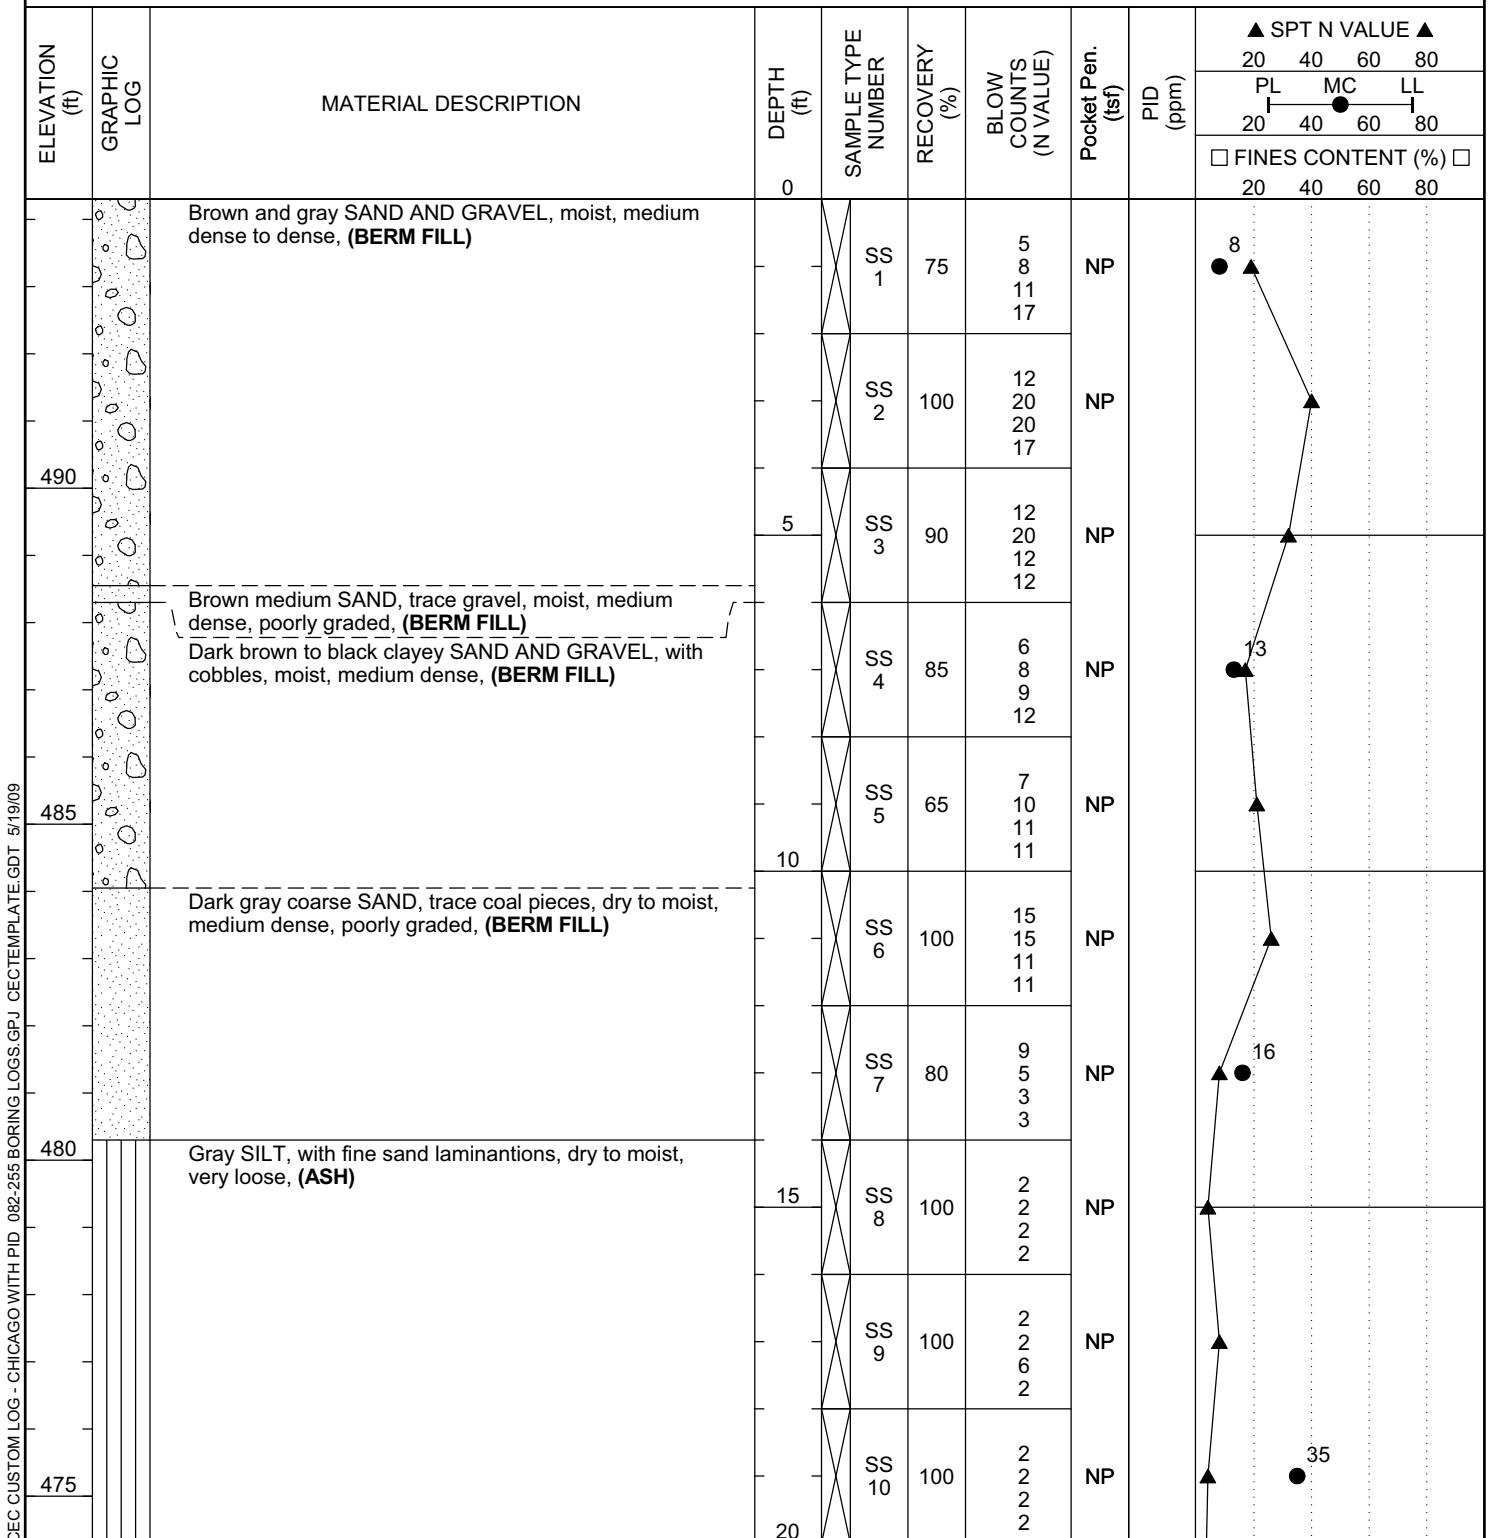 ELEVATION
(ft)
GRAPHIC
LOG
MATERIAL DESCRIPTION
DEPTH
(ft)
0
SAMPLE TYPE
NUMBER
RECOVERY
(%)
BLOW
COUNTS
(N VALUE)
Pocket Pen.
(tsf)
PID
(ppm)
▲ SPT N VALUE ▲
20 40 60 80
PL MC LL
20 40 60 80
□ FINES CONTENT (%) □
20 40 60 80
Brown and gray SAND AND GRAVEL, moist, medium
dense to dense, (BERM FILL)
SS
1
75
5
8
11
17
NP
8
SS
2
100
12
20
20
17
NP
490
5
SS
3
90
12
20
12
12
NP
Brown medium SAND, trace gravel, moist, medium
dense, poorly graded, (BERM FILL)
Dark brown to black clayey SAND AND GRAVEL, with
cobbles, moist, medium dense, (BERM FILL)
SS
4
85
6
8
9
12
NP
13
SS
5
65
7
10
11
11
NP
485
10
Dark gray coarse SAND, trace coal pieces, dry to moist,
medium dense, poorly graded, (BERM FILL)
SS
6
100
15
15
11
11
NP
SS
7
80
9
5
3
3
NP
16
480
Gray SILT, with fine sand laminantions, dry to moist,
very loose, (ASH)
15
SS
8
100
2
2
2
2
NP
SS
9
100
2
2
6
2
NP
SS
10
100
2
2
2
2
NP
35
475
20
CEC CUSTOM LOG - CHICAGO WITH PID 082-255 BORING LOGS.GPJ CECTEMPLATE.GDT 5/19/09